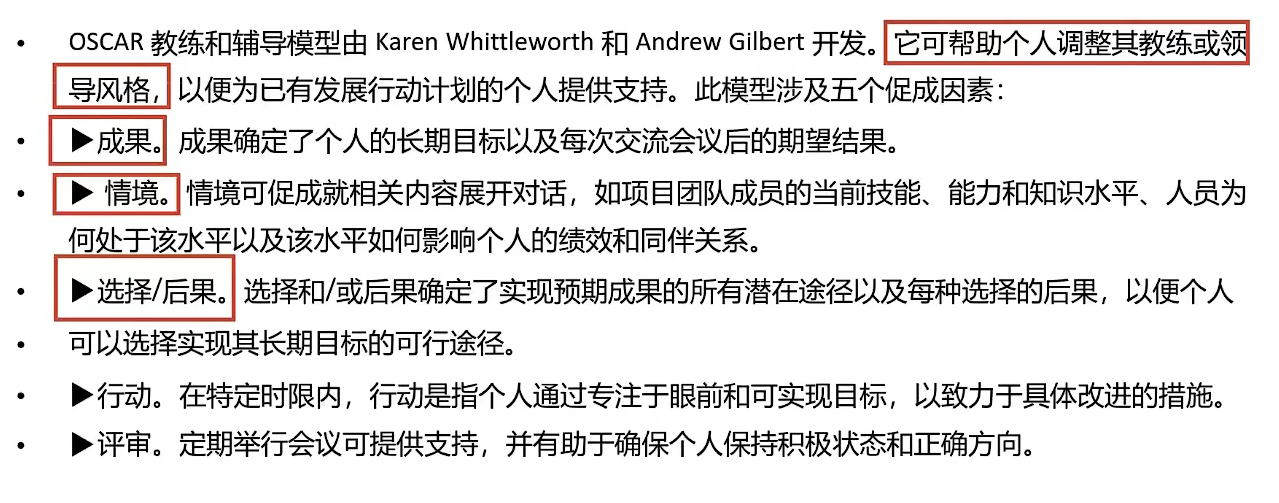 • OSCAR 教练和辅导模型由 Karen Whittleworth 和 Andrew Gilbert 开发。它可帮助个人调整其教练或领
导风格，以便为已有发展行动计划的个人提供支持。此模型涉及五个促成因素：
• ▶成果。成果确定了个人的长期目标以及每次交流会议后的期望结果。
• ▶ 情境。情境可促成就相关内容展开对话，如项目团队成员的当前技能、能力和知识水平、人员为
何处于该水平以及该水平如何影响个人的绩效和同伴关系。
• ▶选择/后果。选择和/或后果确定了实现预期成果的所有潜在途径以及每种选择的后果，以便个人
• 可以选择实现其长期目标的可行途径。
• ▶行动。在特定时限内，行动是指个人通过专注于眼前和可实现目标，以致力于具体改进的措施。
• ▶评审。定期举行会议可提供支持，并有助于确保个人保持积极状态和正确方向。